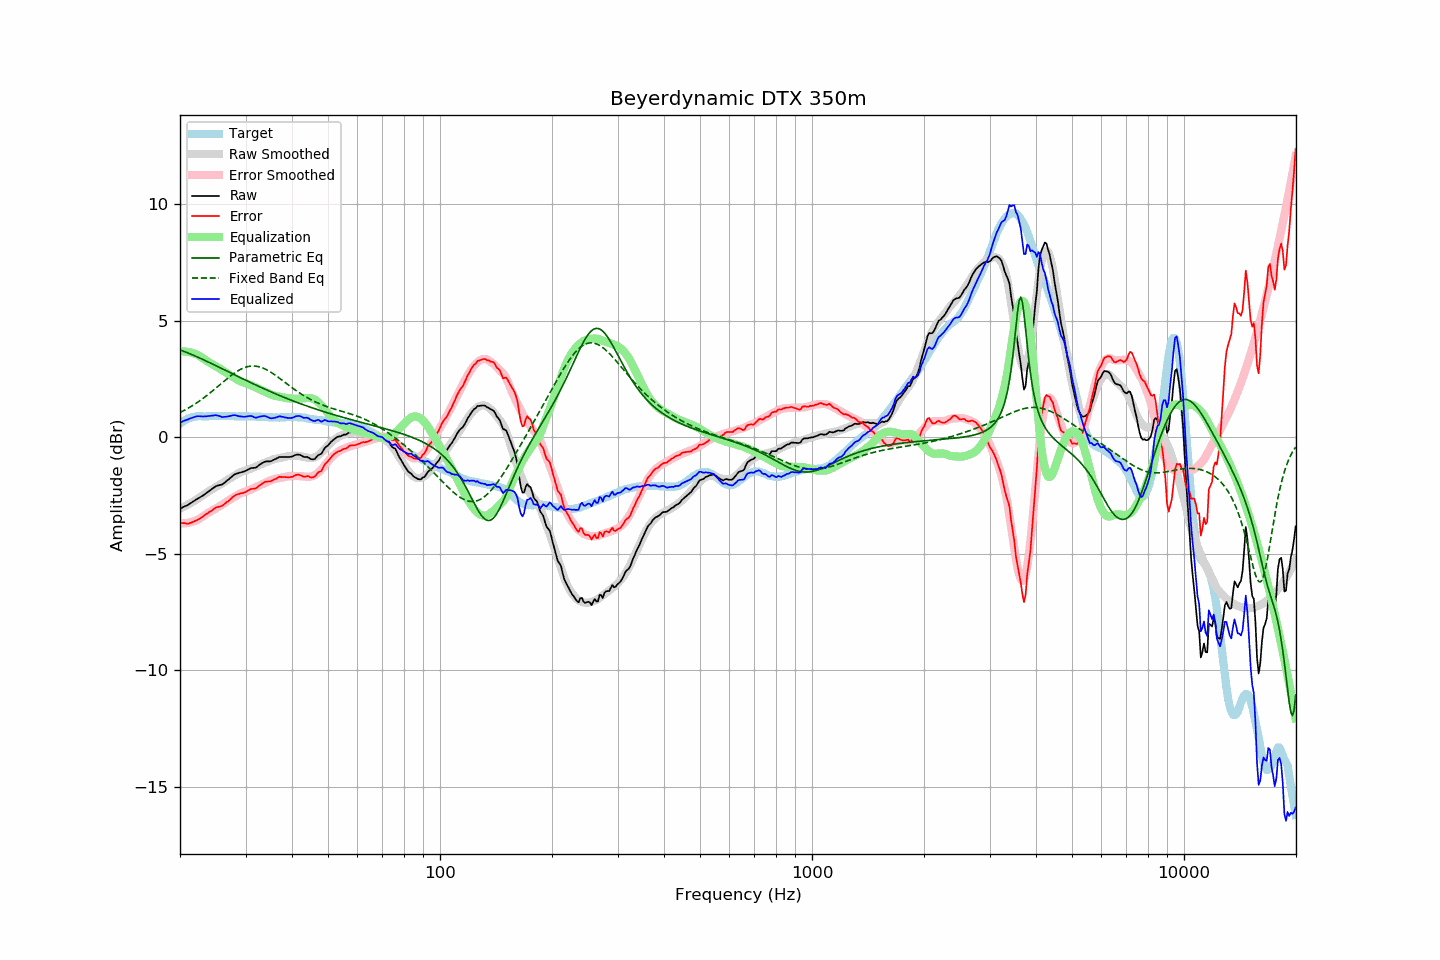 Beyerdynamic DTX 350m
Target
Raw Smoothed
Error Smoothed
Raw
Error
Equalization
Parametric Eq
Fixed Band Eq
Equalized
10
5
0
−5
−10
−15
Amplitude (dBr)
100
1000
10000
Frequency (Hz)